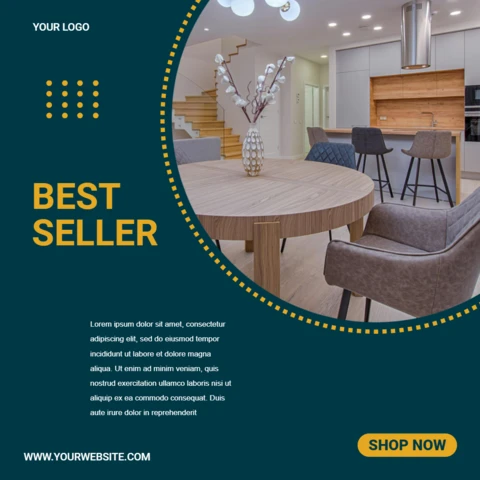 YOUR LOGO
BEST
SELLER
Lorem ipsum dolor sit amet, consectetur
adipiscing elit, sed do eiusmod tempor
incididunt ut labore et dolore magna
aliqua. Ut enim ad minim veniam, quis
nostrud exercitation ullamco laboris nisi ut
aliquip ex ea commodo consequat. Duis
aute irure dolor in reprehenderit
SHOP NOW
WWW.YOURWEBSITE.COM